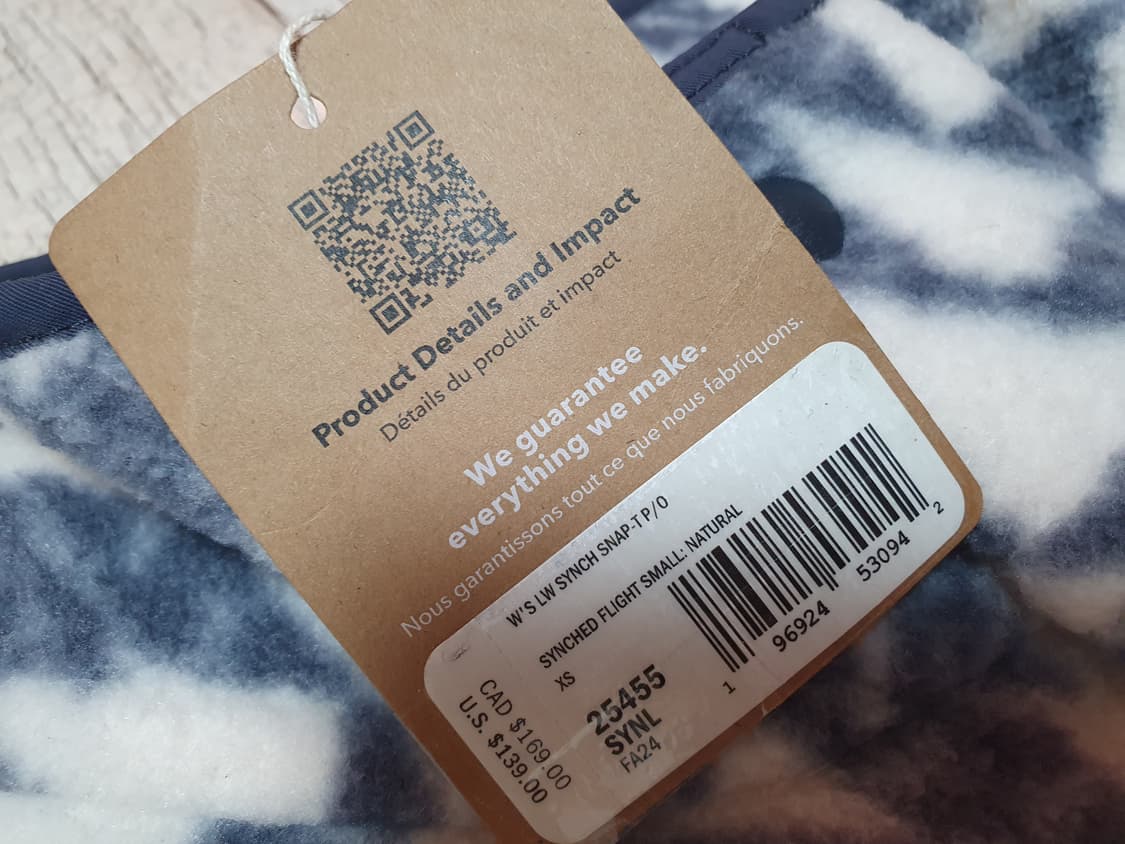 Product Details and Impact
Détails du produit et impact
We guarantee
everything we make.
Nous garantissons tout ce que nous fabriquons.
W'S LW SYNCH SNAP-T P/O
SYNCHED FLIGHT SMALL: NATURAL
XS
25455
SYNL
FA24
CAD $169.00
U.S. $139.00
1 96924 53094 2